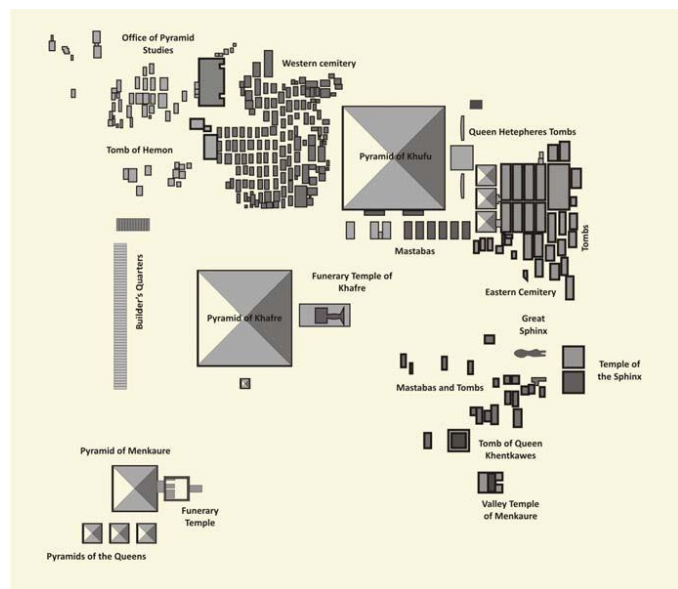 Office of Pyramid
Studies
Western cemitery
Pyramid of Khufu
Queen Hetepheres Tombs
Tomb of Hemon
Mastabas
Tombs
Builder's Quarters
Funerary Temple of
Khafre
Eastern Cemitery
Pyramid of Khafre
Great
Sphinx
Temple of
the Sphinx
Mastabas and Tombs
Tomb of Queen
Khentkawes
Pyramid of Menkaure
Funerary
Temple
Valley Temple
of Menkaure
Pyramids of the Queens